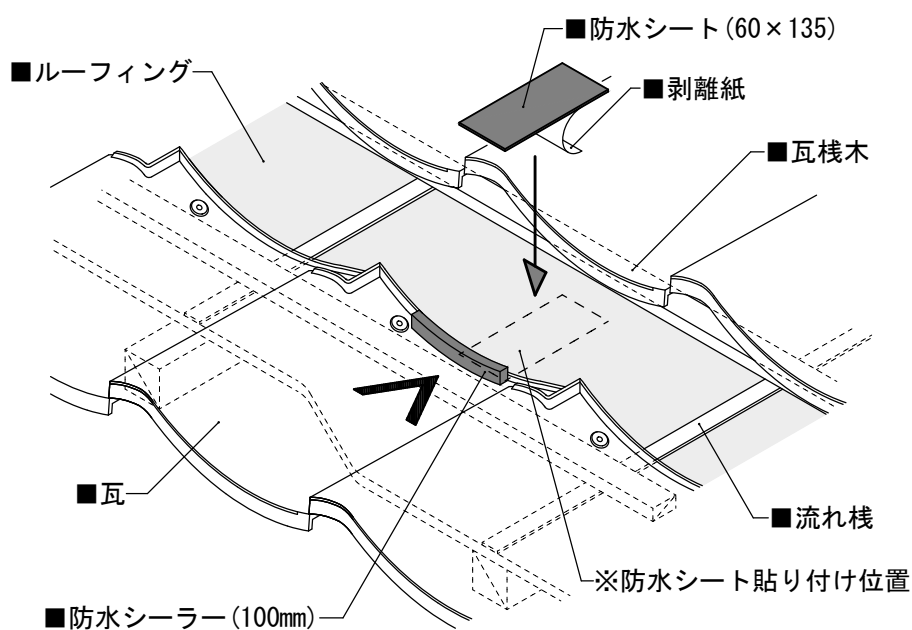 ■防水シート(60×135)
■ルーフィング
■剥離紙
■瓦桟木
■瓦
■流れ桟
※防水シート貼り付け位置
■防水シーラー(100mm)